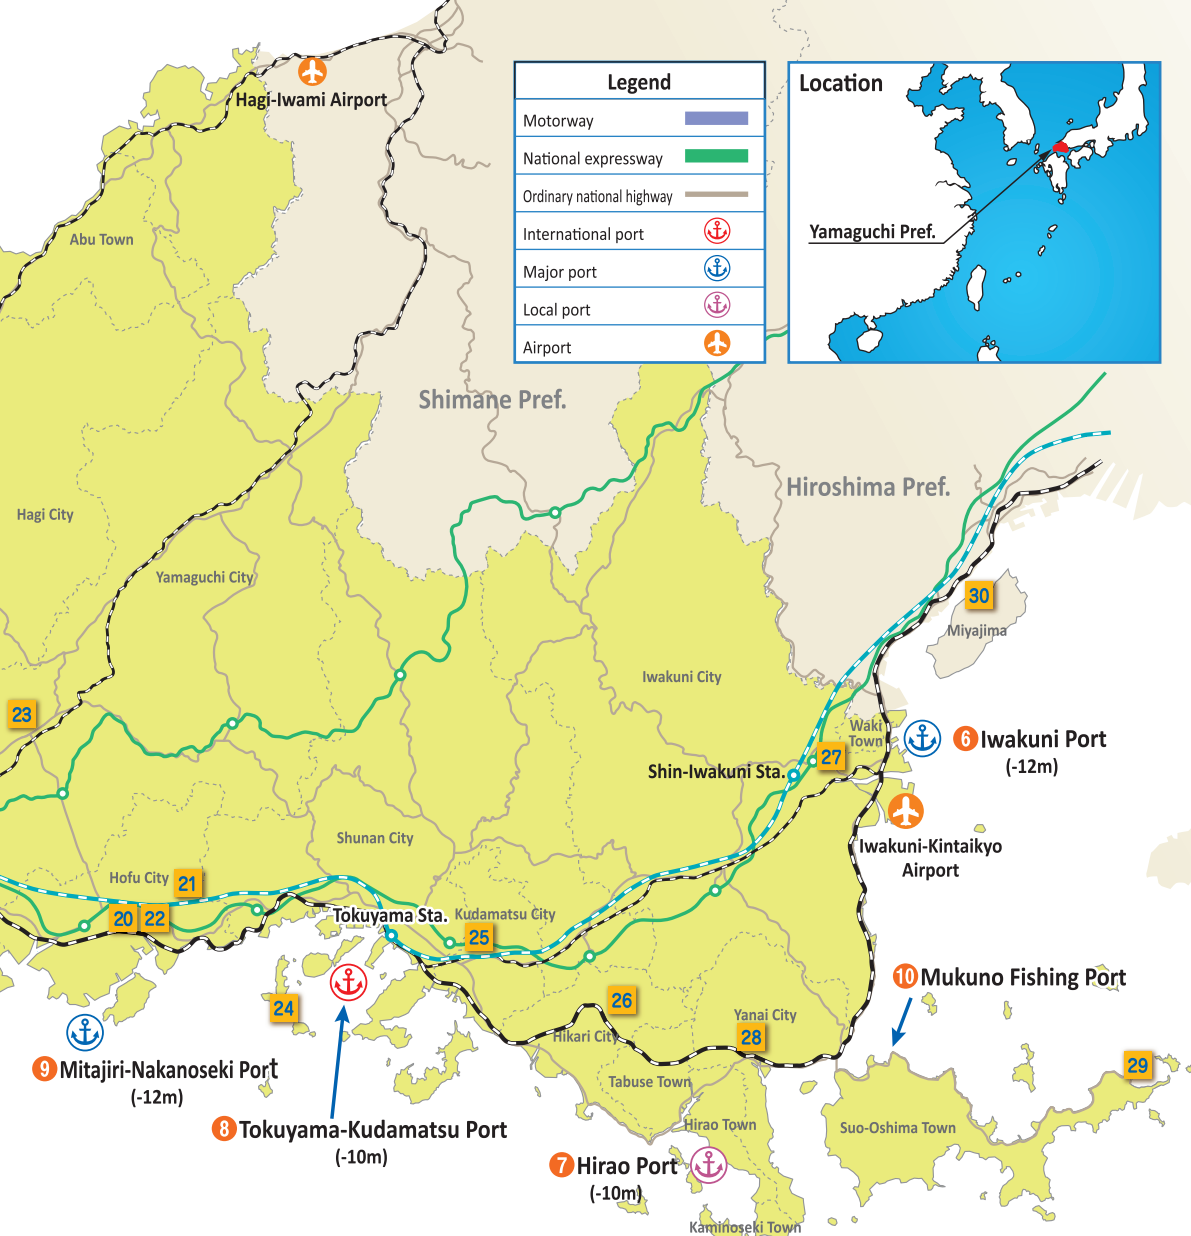 Hagi-Iwami Airport
Legend
Motorway
National expressway
Ordinary national highway
International port
Major port
Local port
Airport
Location
Yamaguchi Pref.
Abu Town
Shimane Pref.
Hiroshima Pref.
Hagi City
Yamaguchi City
30
Miyajima
Iwakuni City
23
Waki
Town
6 Iwakuni Port
(-12m)
27
Shin-Iwakuni Sta.
Shunan City
Iwakuni-Kintaikyo
Airport
Hofu City
21
20
22
Tokuyama Sta.
Kudamatsu City
25
10 Mukuno Fishing Port
24
26
Yanai City
28
Hikari City
9 Mitajiri-Nakanoseki Port
(-12m)
29
Tabuse Town
8 Tokuyama-Kudamatsu Port
(-10m)
Hirao Town
Suo-Oshima Town
7 Hirao Port
(-10m)
Kaminoseki Town